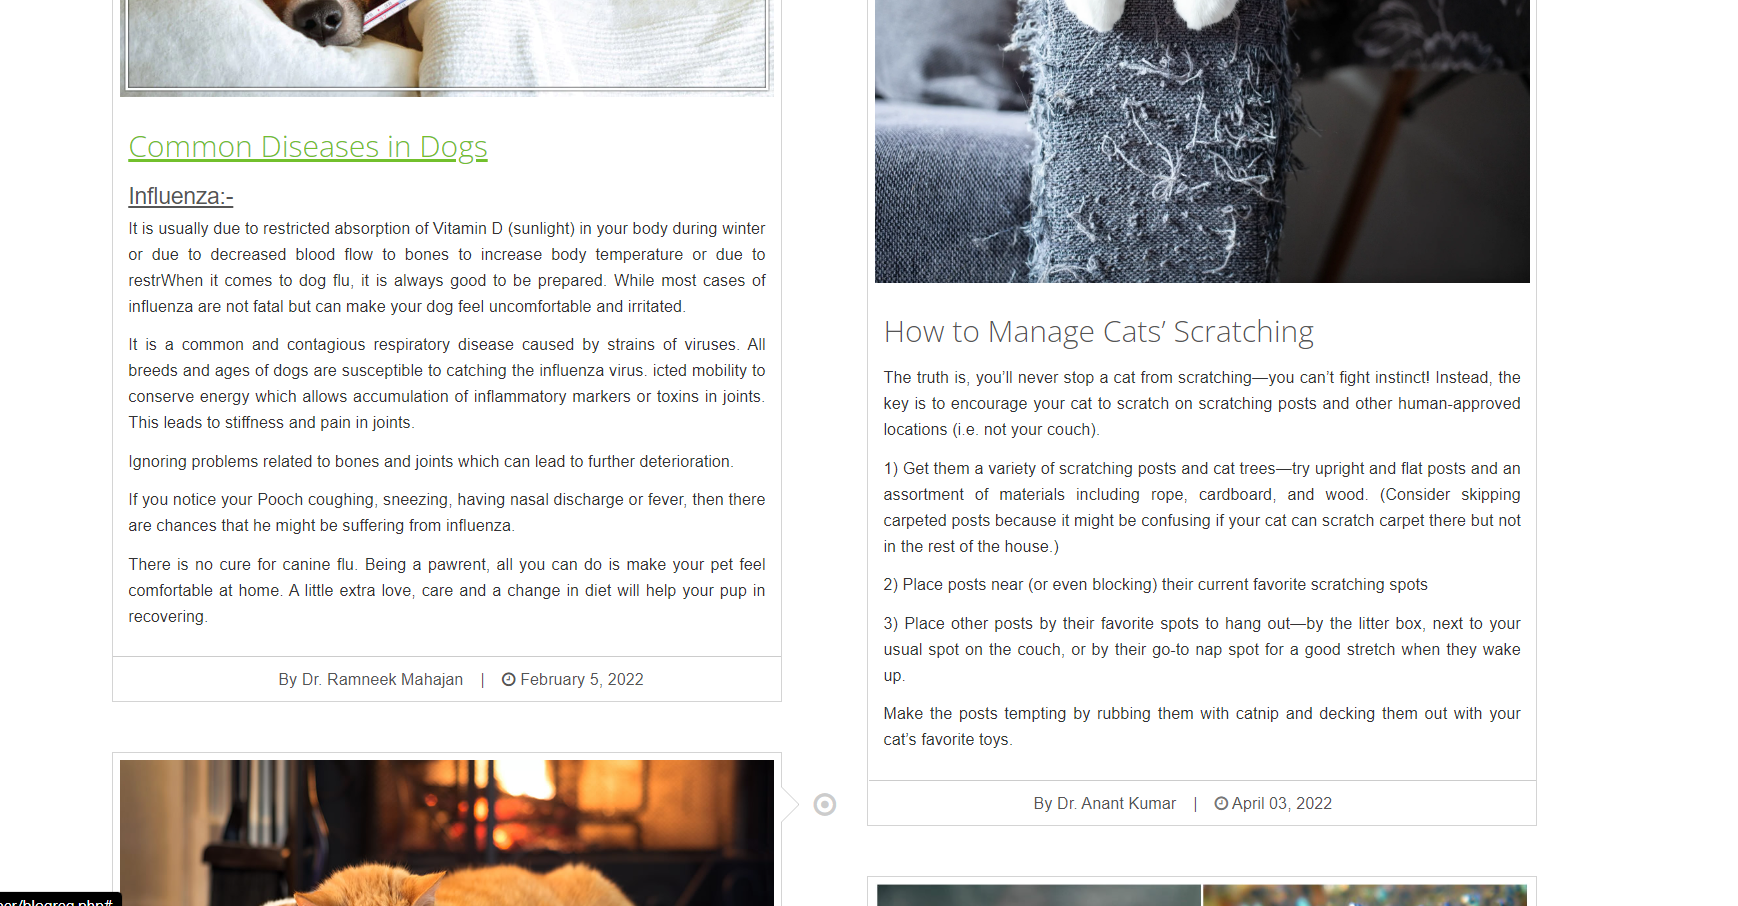 Common Diseases in Dogs
Influenza:-
It is usually due to restricted absorption of Vitamin D (sunlight) in your body during winter
or due to decreased blood flow to bones to increase body temperature or due to
restrWhen it comes to dog flu, it is always good to be prepared. While most cases of
influenza are not fatal but can make your dog feel uncomfortable and irritated.
It is a common and contagious respiratory disease caused by strains of viruses. All
breeds and ages of dogs are susceptible to catching the influenza virus. icted mobility to
conserve energy which allows accumulation of inflammatory markers or toxins in joints.
This leads to stiffness and pain in joints.
Ignoring problems related to bones and joints which can lead to further deterioration.
If you notice your Pooch coughing, sneezing, having nasal discharge or fever, then there
are chances that he might be suffering from influenza.
There is no cure for canine flu. Being a pawrent, all you can do is make your pet feel
comfortable at home. A little extra love, care and a change in diet will help your pup in
recovering.
By Dr. Ramneek Mahajan | February 5, 2022
How to Manage Cats’ Scratching
The truth is, you’ll never stop a cat from scratching—you can’t fight instinct! Instead, the
key is to encourage your cat to scratch on scratching posts and other human-approved
locations (i.e. not your couch).
1) Get them a variety of scratching posts and cat trees—try upright and flat posts and an
assortment of materials including rope, cardboard, and wood. (Consider skipping
carpeted posts because it might be confusing if your cat can scratch carpet there but not
in the rest of the house.)
2) Place posts near (or even blocking) their current favorite scratching spots
3) Place other posts by their favorite spots to hang out—by the litter box, next to your
usual spot on the couch, or by their go-to nap spot for a good stretch when they wake
up.
Make the posts tempting by rubbing them with catnip and decking them out with your
cat’s favorite toys.
By Dr. Anant Kumar | April 03, 2022